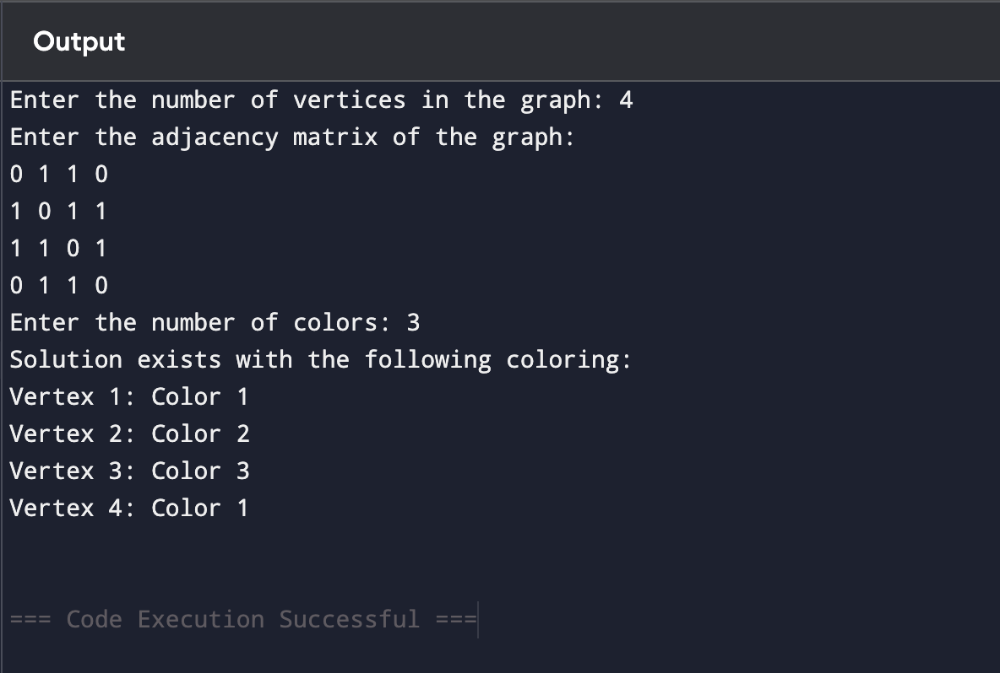 Output
Enter the number of vertices in the graph: 4
Enter the adjacency matrix of the graph:
0 1 1 0
1 0 1 1
1 1 0 1
0 1 1 0
Enter the number of colors: 3
Solution exists with the following coloring:
Vertex 1: Color 1
Vertex 2: Color 2
Vertex 3: Color 3
Vertex 4: Color 1
=== Code Execution Successful ===